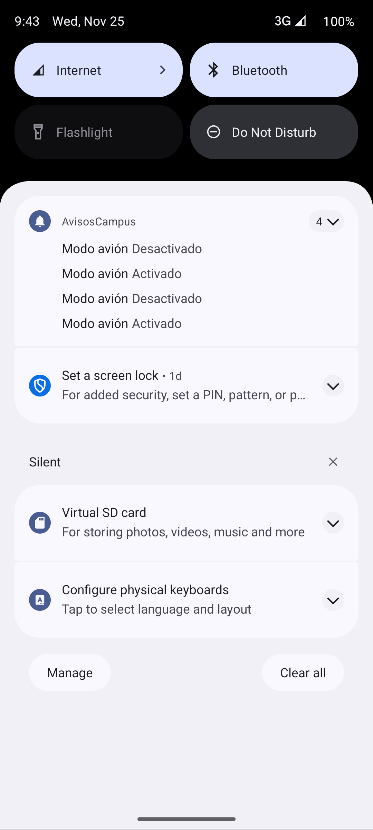 9:43 Wed, Nov 25 3G 100%
Internet
Bluetooth
Flashlight
Do Not Disturb
AvisosCampus 4
Modo avión Desactivado
Modo avión Activado
Modo avión Desactivado
Modo avión Activado
Set a screen lock • 1d
For added security, set a PIN, pattern, or p...
Silent
Virtual SD card
For storing photos, videos, music and more
Configure physical keyboards
Tap to select language and layout
Manage Clear all